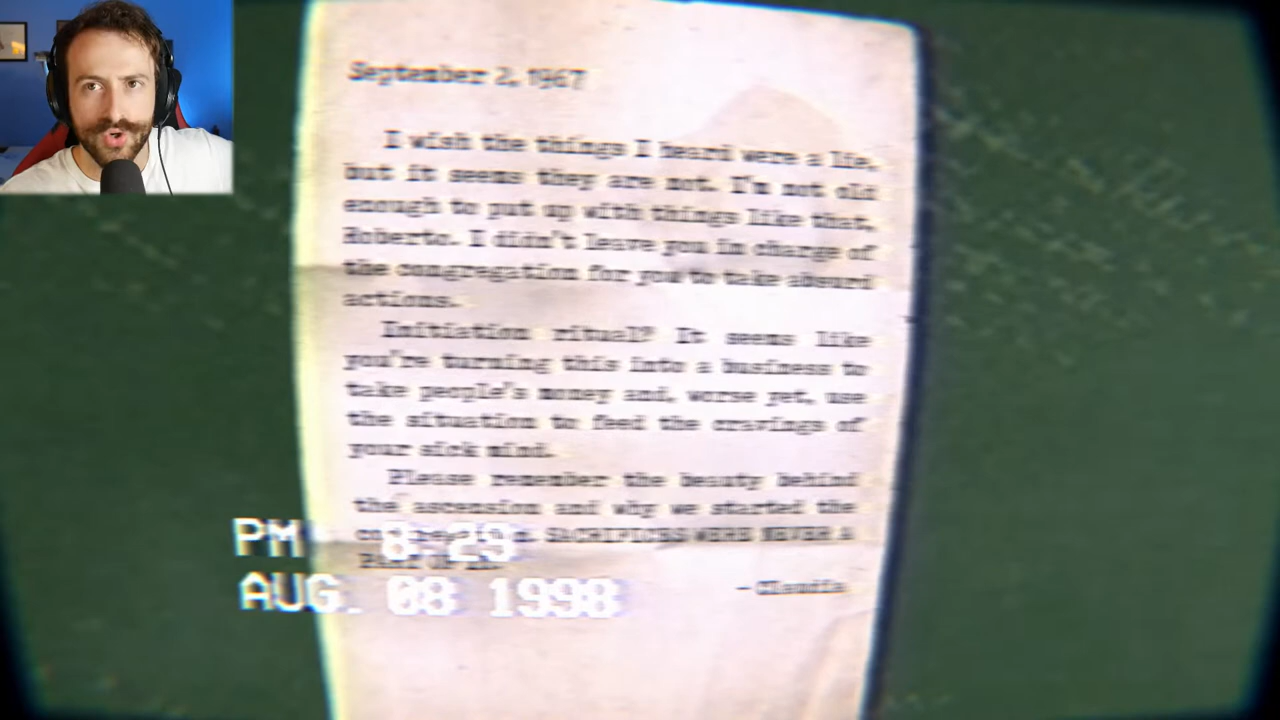 September 2, 1967
I wish the things I heard were a lie,
but it seems they are not. I'm not old
enough to put up with things like that,
Roberto. I didn't leave you in charge of
the congregation for you to take absurd
actions.
Initiation ritual? It seems like
you're turning this into a business to
take people's money and, worse yet, use
the situation to feed the cravings of
your sick mind.
Please remember the beauty behind
the ascension and why we started the
SACRIFICES WERE NEVER A
- Claudia
PM 8:29
AUG. 08 1998